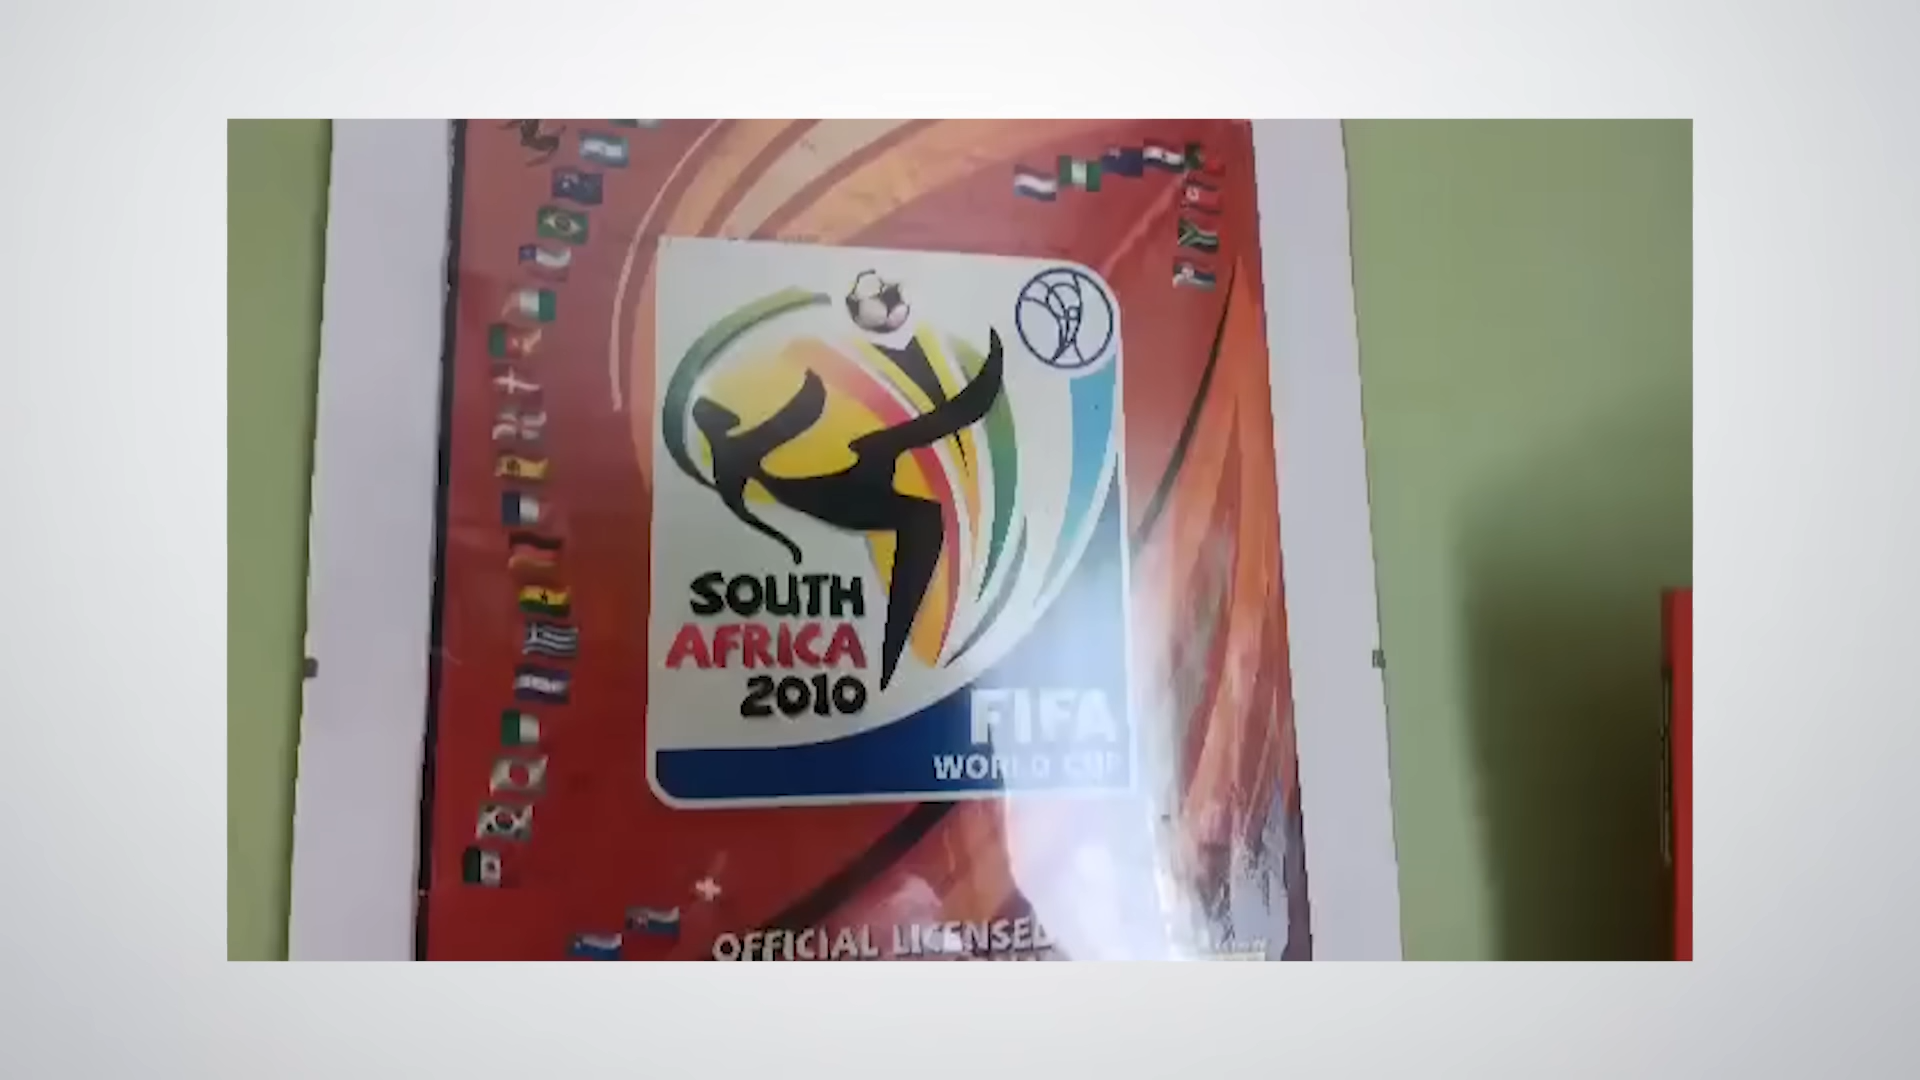 SOUTH
AFRICA
2010
FIFA
WORLD CUP
OFFICIAL LICENSED